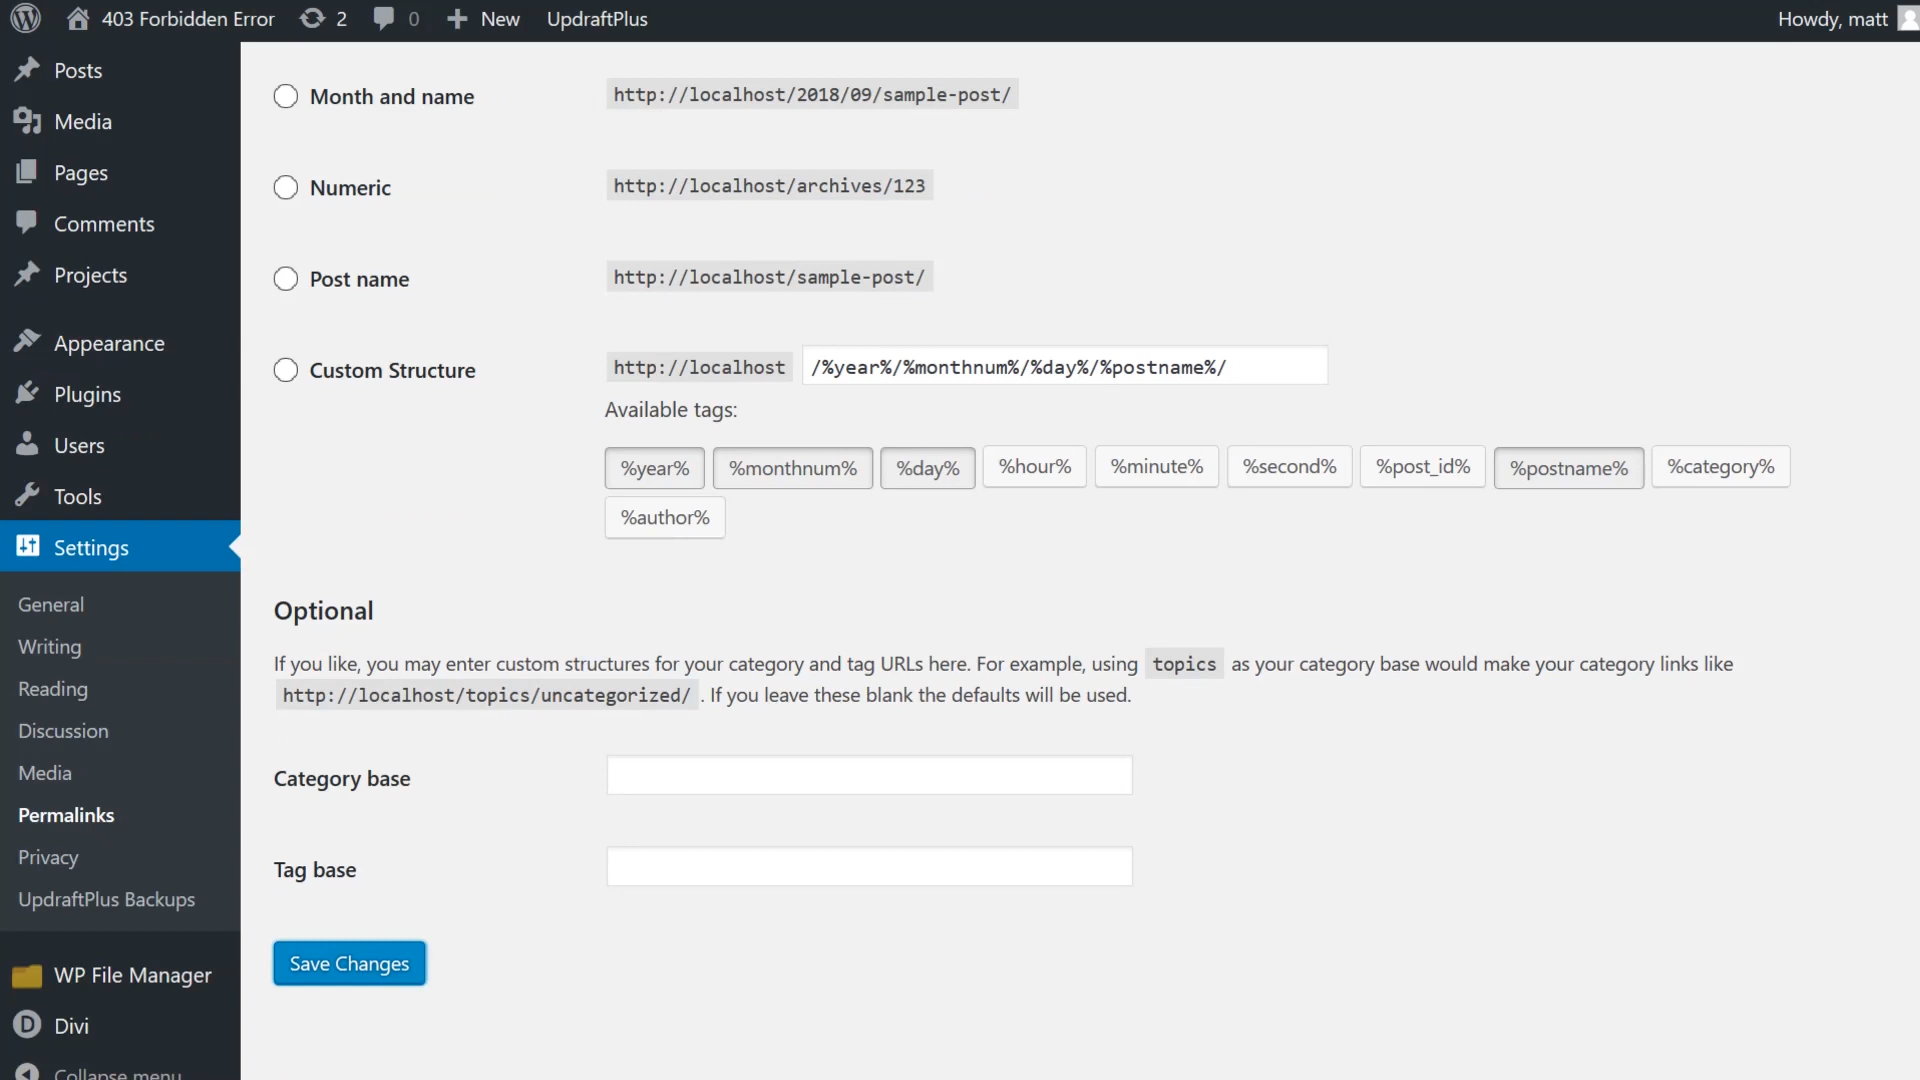 403 Forbidden Error 2 0 New UpdraftPlus Howdy, matt
Posts
Media
Pages
Comments
Projects
Appearance
Plugins
Users
Tools
Settings
General
Writing
Reading
Discussion
Media
Permalinks
Privacy
UpdraftPlus Backups
WP File Manager
Divi
Collapse menu
Month and name http://localhost/2018/09/sample-post/
Numeric http://localhost/archives/123
Post name http://localhost/sample-post/
Custom Structure http://localhost /%year%/%monthnum%/%day%/%postname%/
Available tags:
%year% %monthnum% %day% %hour% %minute% %second% %post_id% %postname% %category%
%author%
Optional
If you like, you may enter custom structures for your category and tag URLs here. For example, using topics as your category base would make your category links like
http://localhost/topics/uncategorized/ . If you leave these blank the defaults will be used.
Category base
Tag base
Save Changes